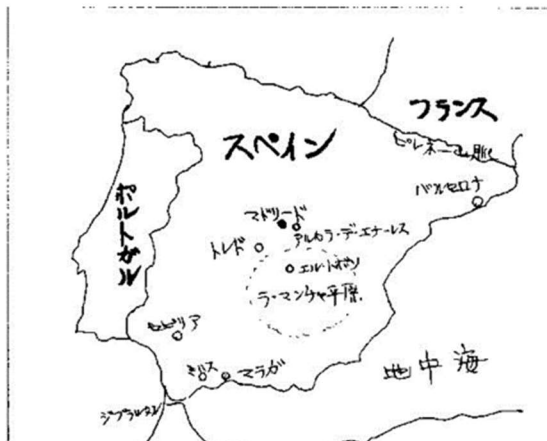 フランス
スペイン
ピレネー山脈
バルセロナ
ポルトガル
マドリード
アルカラ・デ・エナーレス
トレド
エル・トボソ
ラ・マンチャ平原
セビリア
地中海
ミハス
マラガ
ジブラルタル